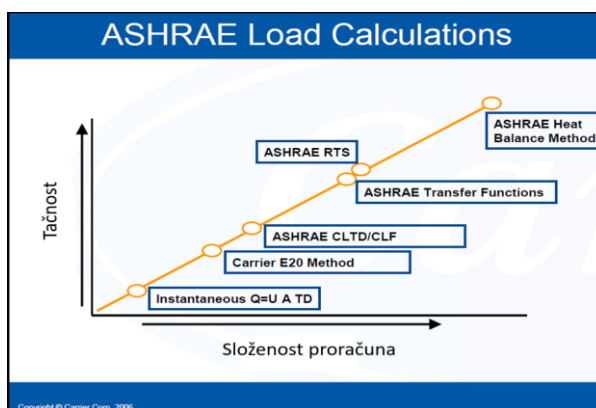 ASHRAE Load Calculations
ASHRAE Heat
Balance Method
ASHRAE RTS
ASHRAE Transfer Functions
Tačnost
ASHRAE CLTD/CLF
Carrier E20 Method
Instantaneous Q=U A TD
Složenost proračuna
Copyright © Carrier Corp. 2006